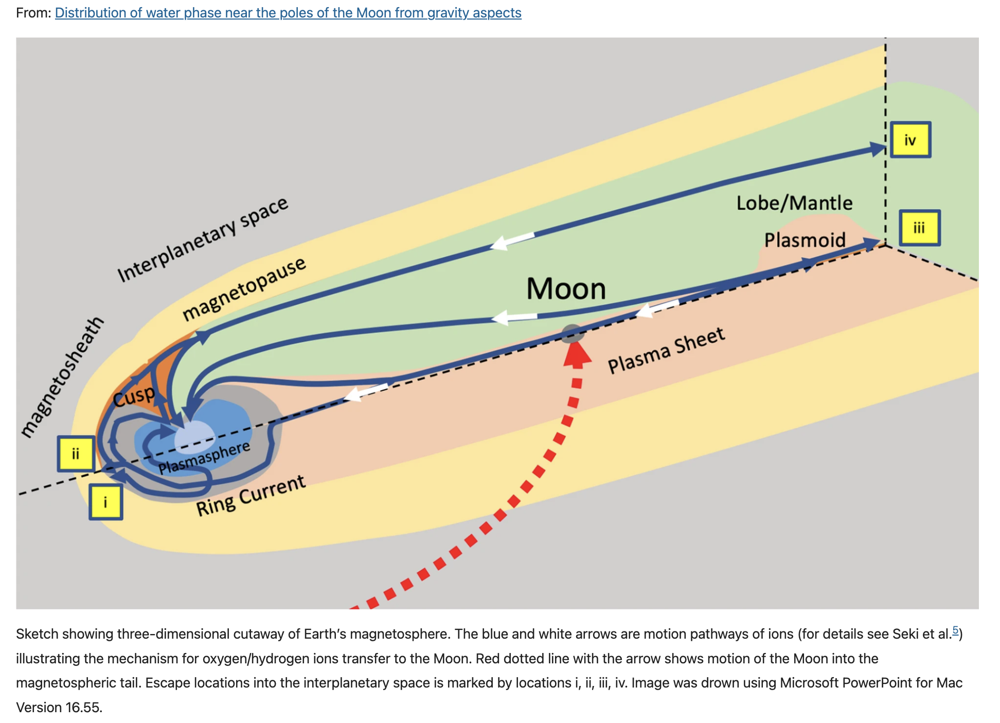 From: Distribution of water phase near the poles of the Moon from gravity aspects
iv
Lobe/Mantle
iii
Interplanetary space
Plasmoid
magnetopause
Moon
magnetosheath
Plasma Sheet
Cusp
ii
Plasmasphere
Ring Current
i
Sketch showing three-dimensional cutaway of Earth’s magnetosphere. The blue and white arrows are motion pathways of ions (for details see Seki et al.5)
illustrating the mechanism for oxygen/hydrogen ions transfer to the Moon. Red dotted line with the arrow shows motion of the Moon into the
magnetospheric tail. Escape locations into the interplanetary space is marked by locations i, ii, iii, iv. Image was drown using Microsoft PowerPoint for Mac
Version 16.55.